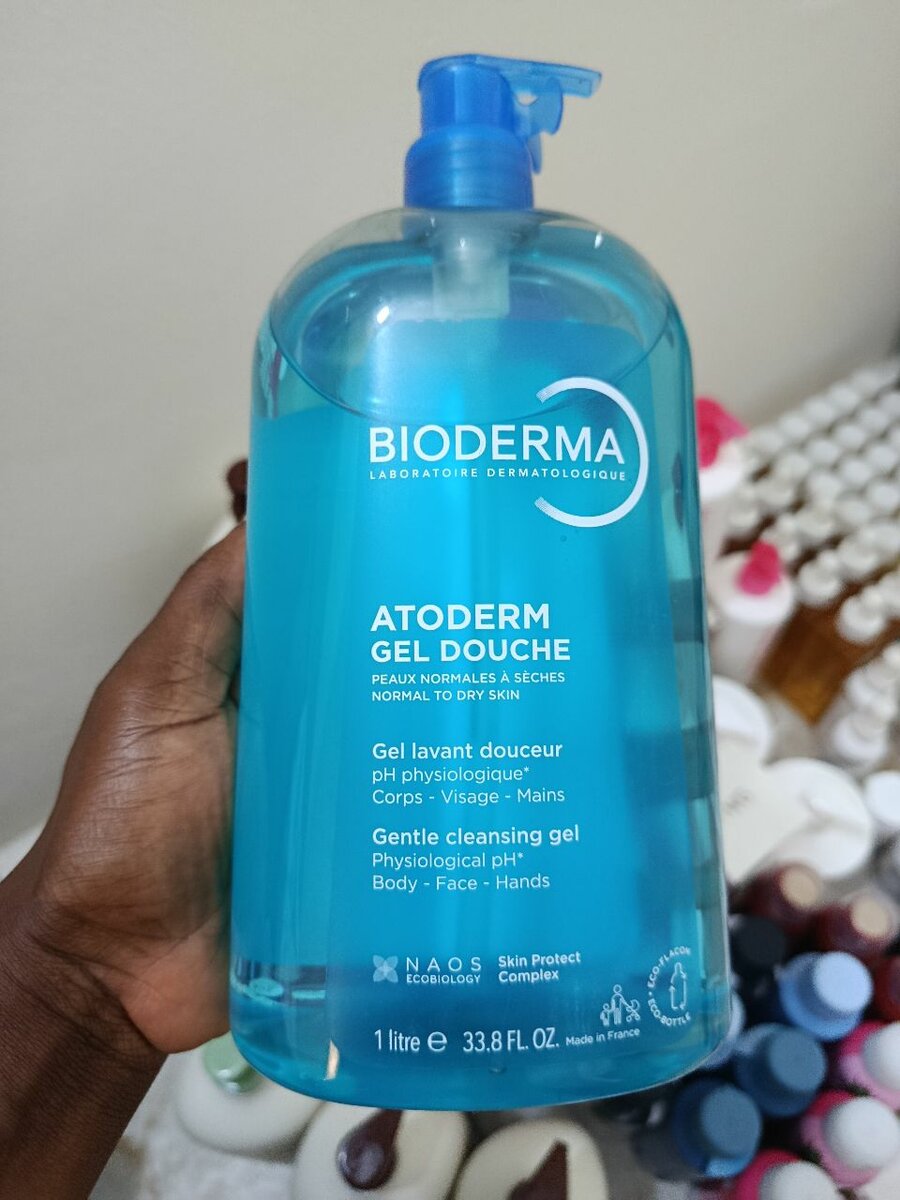 BIODERMA
LABORATOIRE DERMATOLOGIQUE
ATODERM
GEL DOUCHE
PEAUX NORMALES À SÈCHES
NORMAL TO DRY SKIN
Gel lavant douceur
pH physiologique*
Corps - Visage - Mains
Gentle cleansing gel
Physiological pH*
Body - Face - Hands
NAOS
ECOBIOLOGY
Skin Protect
Complex
ECO-FLACON • ECO-BOTTLE •
1 litre ℮ 33.8 FL. OZ. Made in France